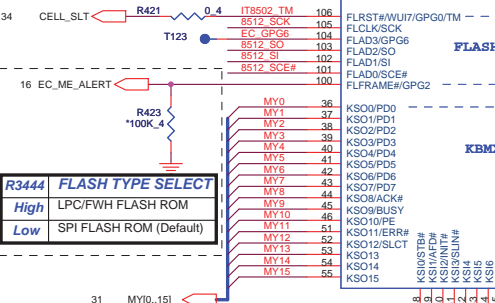 34 CELL_SLT R421 0_4 IT8502_TM 106 FLRST#/WUI7/GPG0/TM
8512_SCK 105 FLCLK/SCK
T123 EC_GPG6 104 FLAD3/GPG6
8512_SO 103 FLAD2/SO FLASH
8512_SI 102 FLAD1/SI
8512_SCE# 101 FLAD0/SCE#
16 EC_ME_ALERT 100 FLFRAME#/GPG2
MY0 36 KSO0/PD0
R423 MY1 37 KSO1/PD1
*100K_4 MY2 38 KSO2/PD2
MY3 39 KSO3/PD3
MY4 40 KSO4/PD4 KBMX
MY5 41 KSO5/PD5
MY6 42 KSO6/PD6
R3444 FLASH TYPE SELECT MY7 43 KSO7/PD7
MY8 44 KSO8/ACK#
High LPC/FWH FLASH ROM MY9 45 KSO9/BUSY
MY10 46 KSO10/PE
MY11 51 KSO11/ERR#
Low SPI FLASH ROM (Default) MY12 52 KSO12/SLCT
MY13 53 KSO13
MY14 54 KSO14
MY15 55 KSO15
KSI0/STB#
KSI1/AFD#
KSI2/INIT#
KSI3/SLIN#
KSI4
KSI5
KSI6
31 MY[0..15]